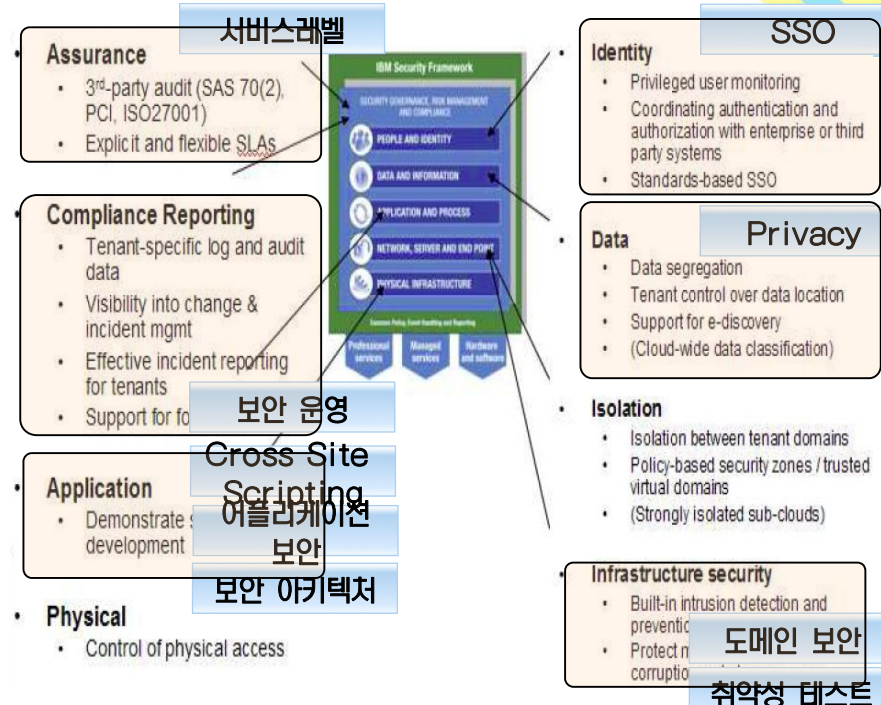 서비스레벨
Assurance
3rd-party audit (SAS 70(2),
PCI, ISO27001)
Explicit and flexible SLAs
Compliance Reporting
Tenant-specific log and audit
data
Visibility into change &
incident mgmt
Effective incident reporting
for tenants
Support for fo
보안 운영
Cross Site
Scripting
Application
Demonstrate s
development
어플리케이젼
보안
보안 아키텍처
Physical
Control of physical access
IBM Security Framework
SECURITY GOVERNANCE, RISK MANAGEMENT
AND COMPLIANCE
PEOPLE AND IDENTITY
DATA AND INFORMATION
APPLICATION AND PROCESS
NETWORK, SERVER AND END POINT
PHYSICAL INFRASTRUCTURE
Common Policy, Event Handling and Reporting
Professional
services
Managed
services
Hardware
and software
SSO
Identity
Privileged user monitoring
Coordinating authentication and
authorization with enterprise or third
party systems
Standards-based SSO
Privacy
Data
Data segregation
Tenant control over data location
Support for e-discovery
(Cloud-wide data classification)
Isolation
Isolation between tenant domains
Policy-based security zones / trusted
virtual domains
(Strongly isolated sub-clouds)
Infrastructure security
Built-in intrusion detection and
preventio
Protect
corruptio
도메인 보안
취약성 테스트